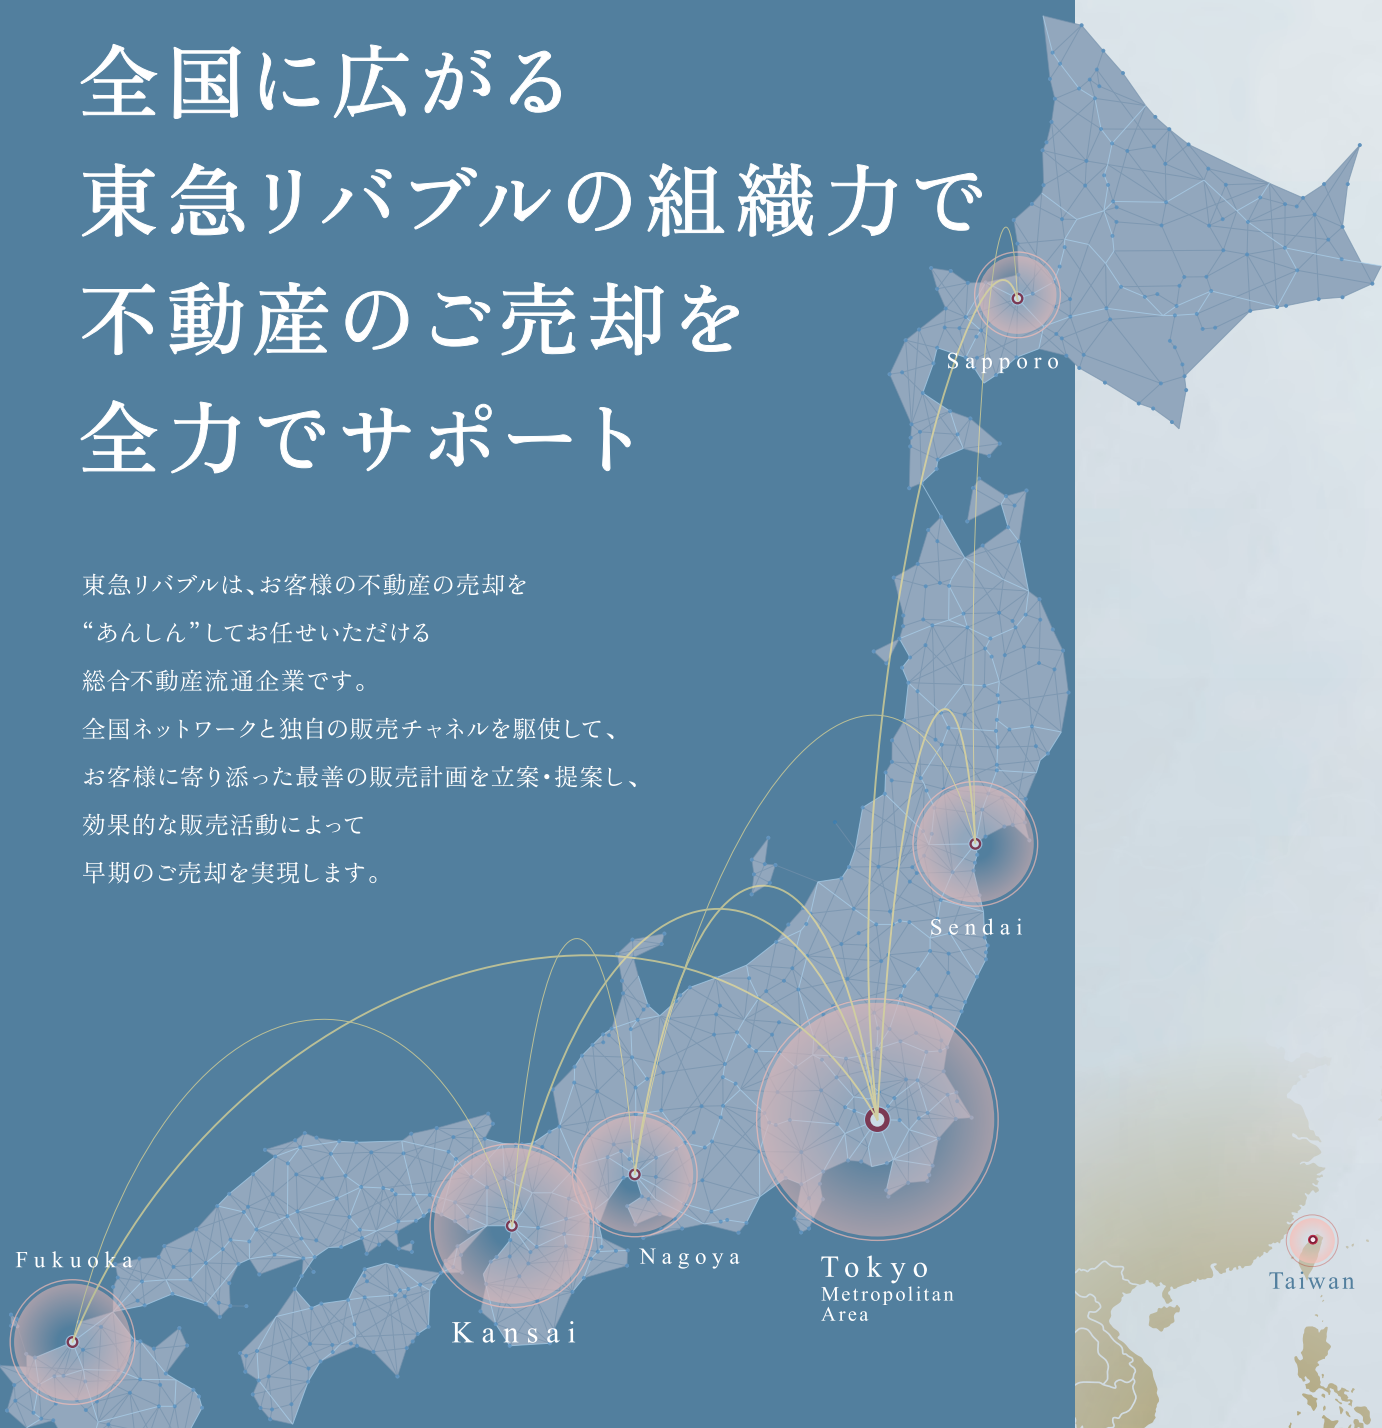 全国に広がる
東急リバブルの組織力で
不動産のご売却を
全力でサポート
東急リバブルは、お客様の不動産の売却を
“あんしん”してお任せいただける
総合不動産流通企業です。
全国ネットワークと独自の販売チャネルを駆使して、
お客様に寄り添った最善の販売計画を立案・提案し、
効果的な販売活動によって
早期のご売却を実現します。
Sapporo
Sendai
Tokyo
Metropolitan
Area
Nagoya
Kansai
Fukuoka
Taiwan